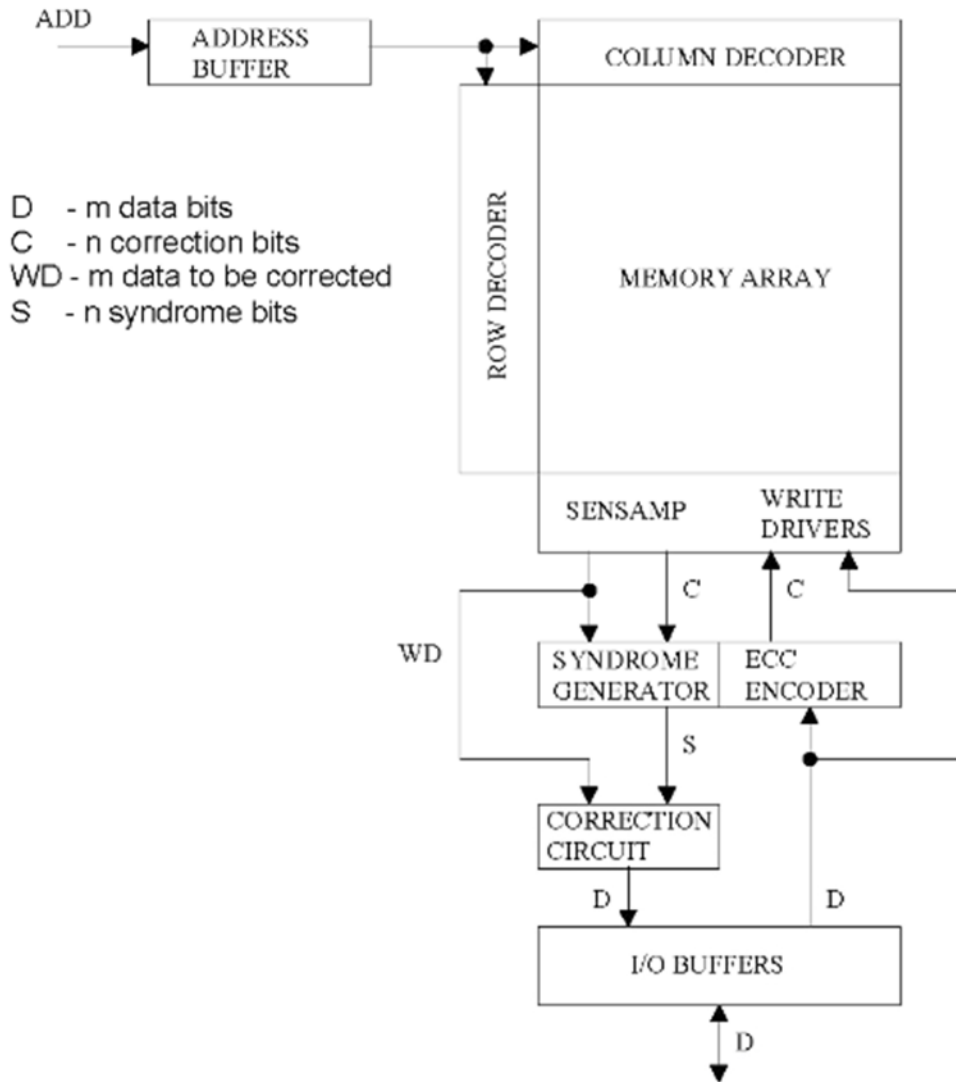 ADD
ADDRESS
BUFFER
COLUMN DECODER
D - m data bits
C - n correction bits
WD - m data to be corrected
S - n syndrome bits
ROW DECODER
MEMORY ARRAY
SENSAMP
WRITE
DRIVERS
C
C
WD
SYNDROME
GENERATOR
ECC
ENCODER
S
CORRECTION
CIRCUIT
D
D
I/O BUFFERS
D